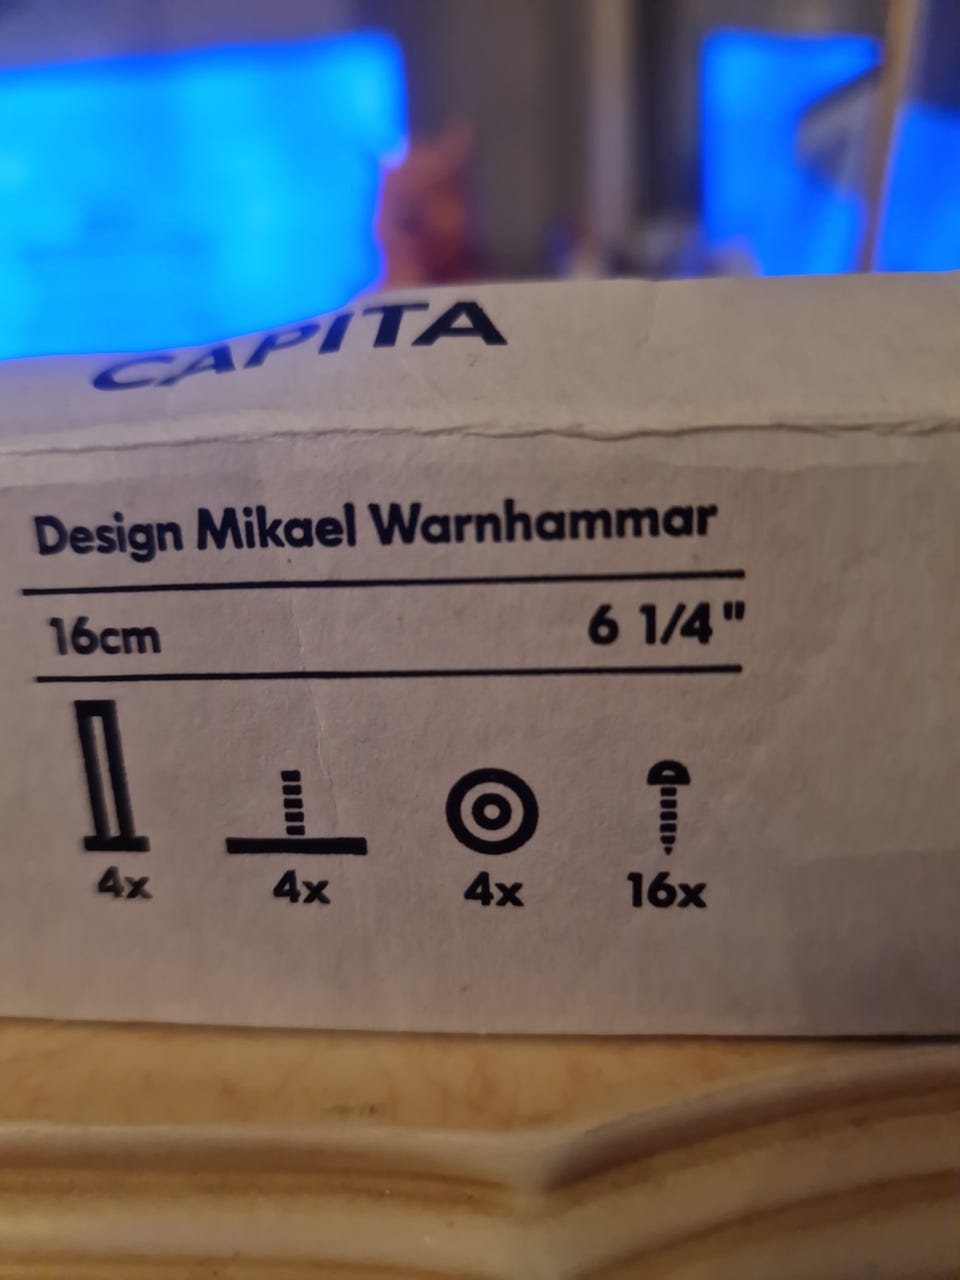 CAPITA
Design Mikael Warnhammar
16cm 6 1/4"
4x 4x 4x 16x